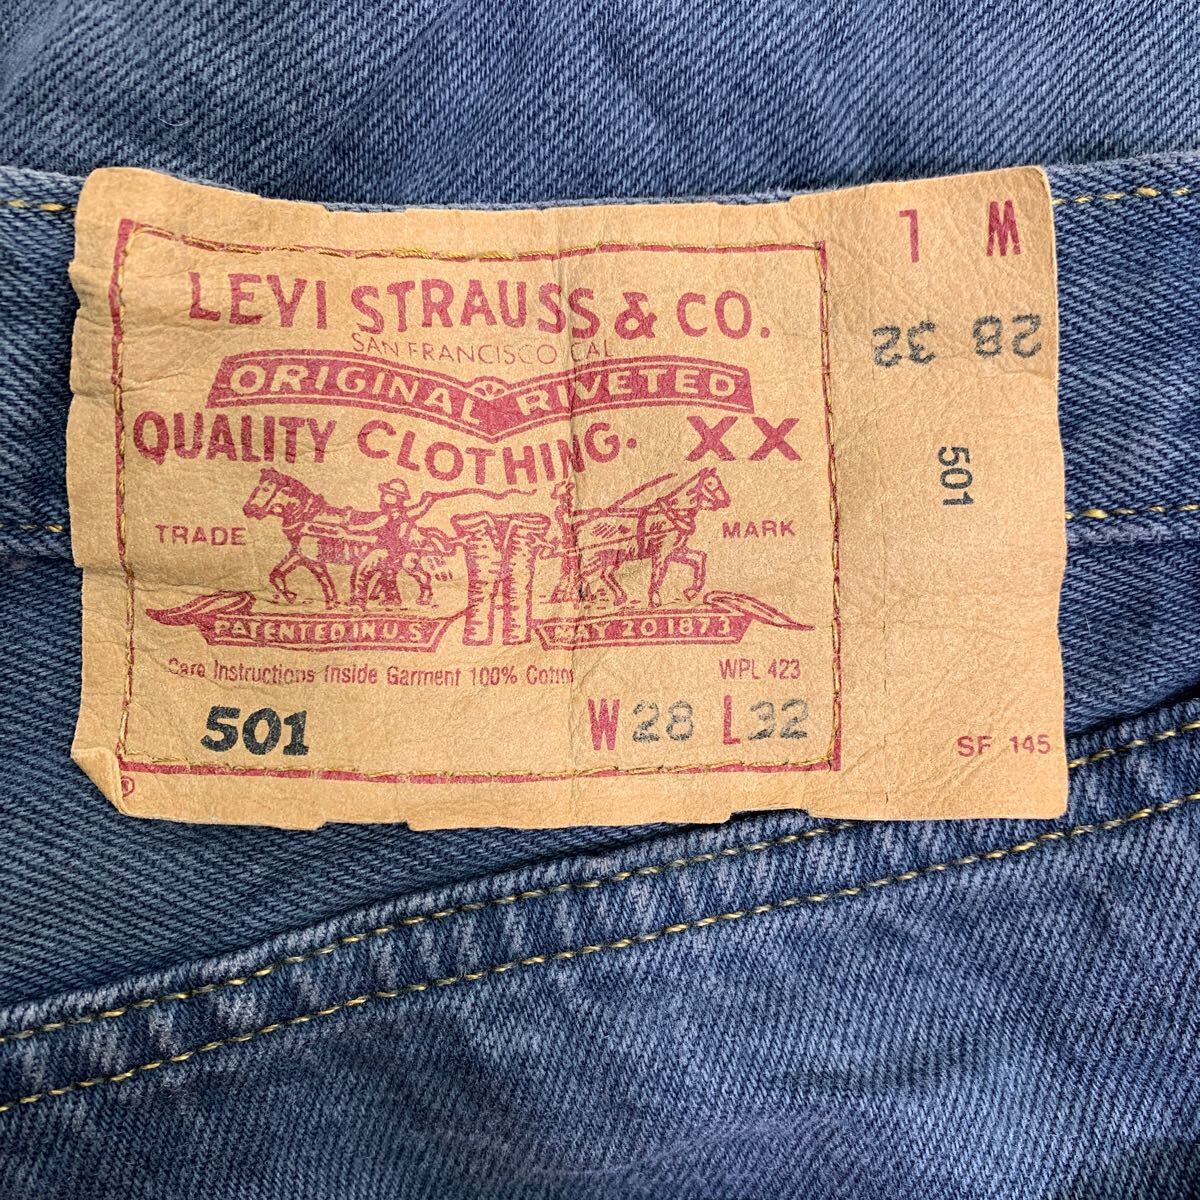 LEVI STRAUSS & CO.
SAN FRANCISCO CAL
ORIGINAL RIVETED
QUALITY CLOTHING. XX
TRADE MARK
PATENTED IN U.S. MAY 20 1873
Care Instructions Inside Garment 100% Cotton WPL 423
501 W 28 L 32
®
W L
28 32
501
SF 145